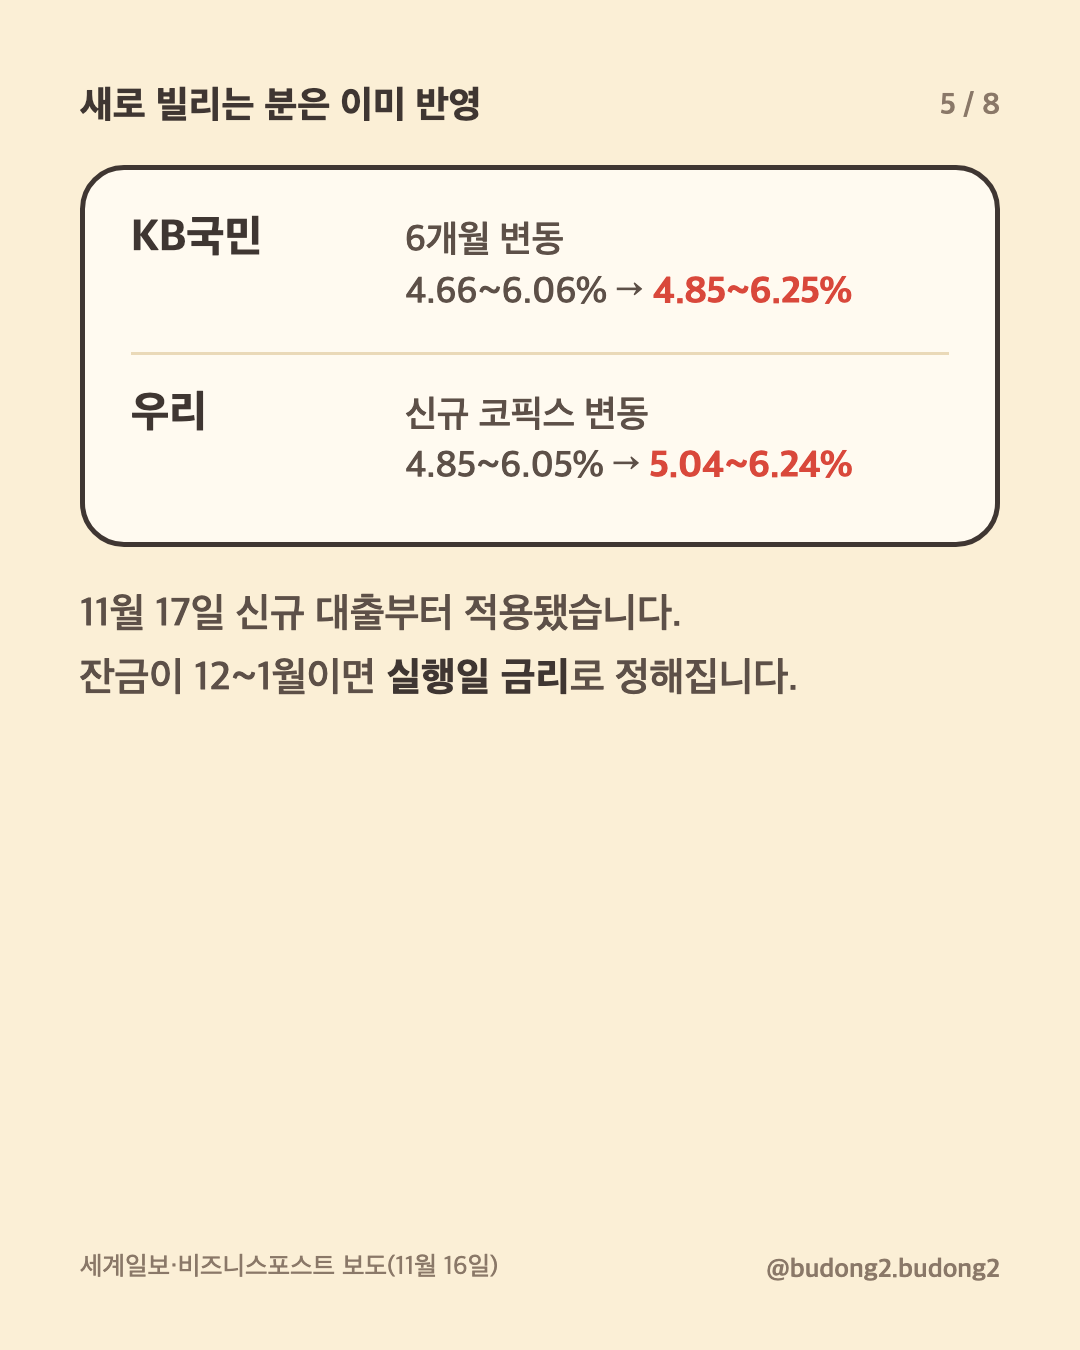 새로 빌리는 분은 이미 반영
5 / 8
KB국민
6개월 변동
4.66~6.06% → 4.85~6.25%
우리
신규 코픽스 변동
4.85~6.05% → 5.04~6.24%
11월 17일 신규 대출부터 적용됐습니다.
잔금이 12~1월이면 실행일 금리로 정해집니다.
세계일보·비즈니스포스트 보도(11월 16일)
@budong2.budong2